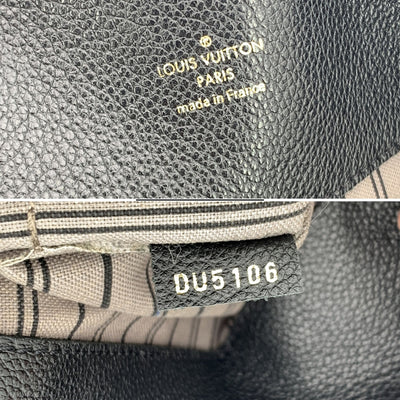 LOUIS VUITTON
PARIS
made in France
DU5106